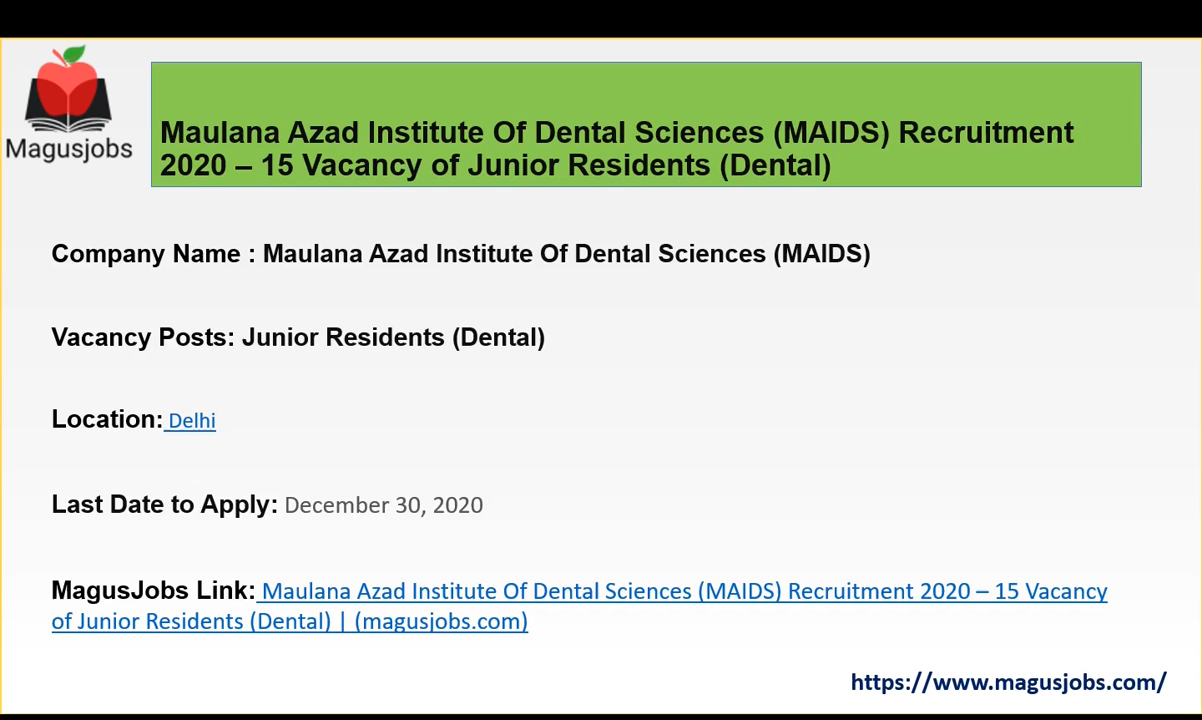 Magusjobs
Maulana Azad Institute Of Dental Sciences (MAIDS) Recruitment
2020 – 15 Vacancy of Junior Residents (Dental)
Company Name : Maulana Azad Institute Of Dental Sciences (MAIDS)
Vacancy Posts: Junior Residents (Dental)
Location: Delhi
Last Date to Apply: December 30, 2020
MagusJobs Link: Maulana Azad Institute Of Dental Sciences (MAIDS) Recruitment 2020 – 15 Vacancy
of Junior Residents (Dental) | (magusjobs.com)
https://www.magusjobs.com/